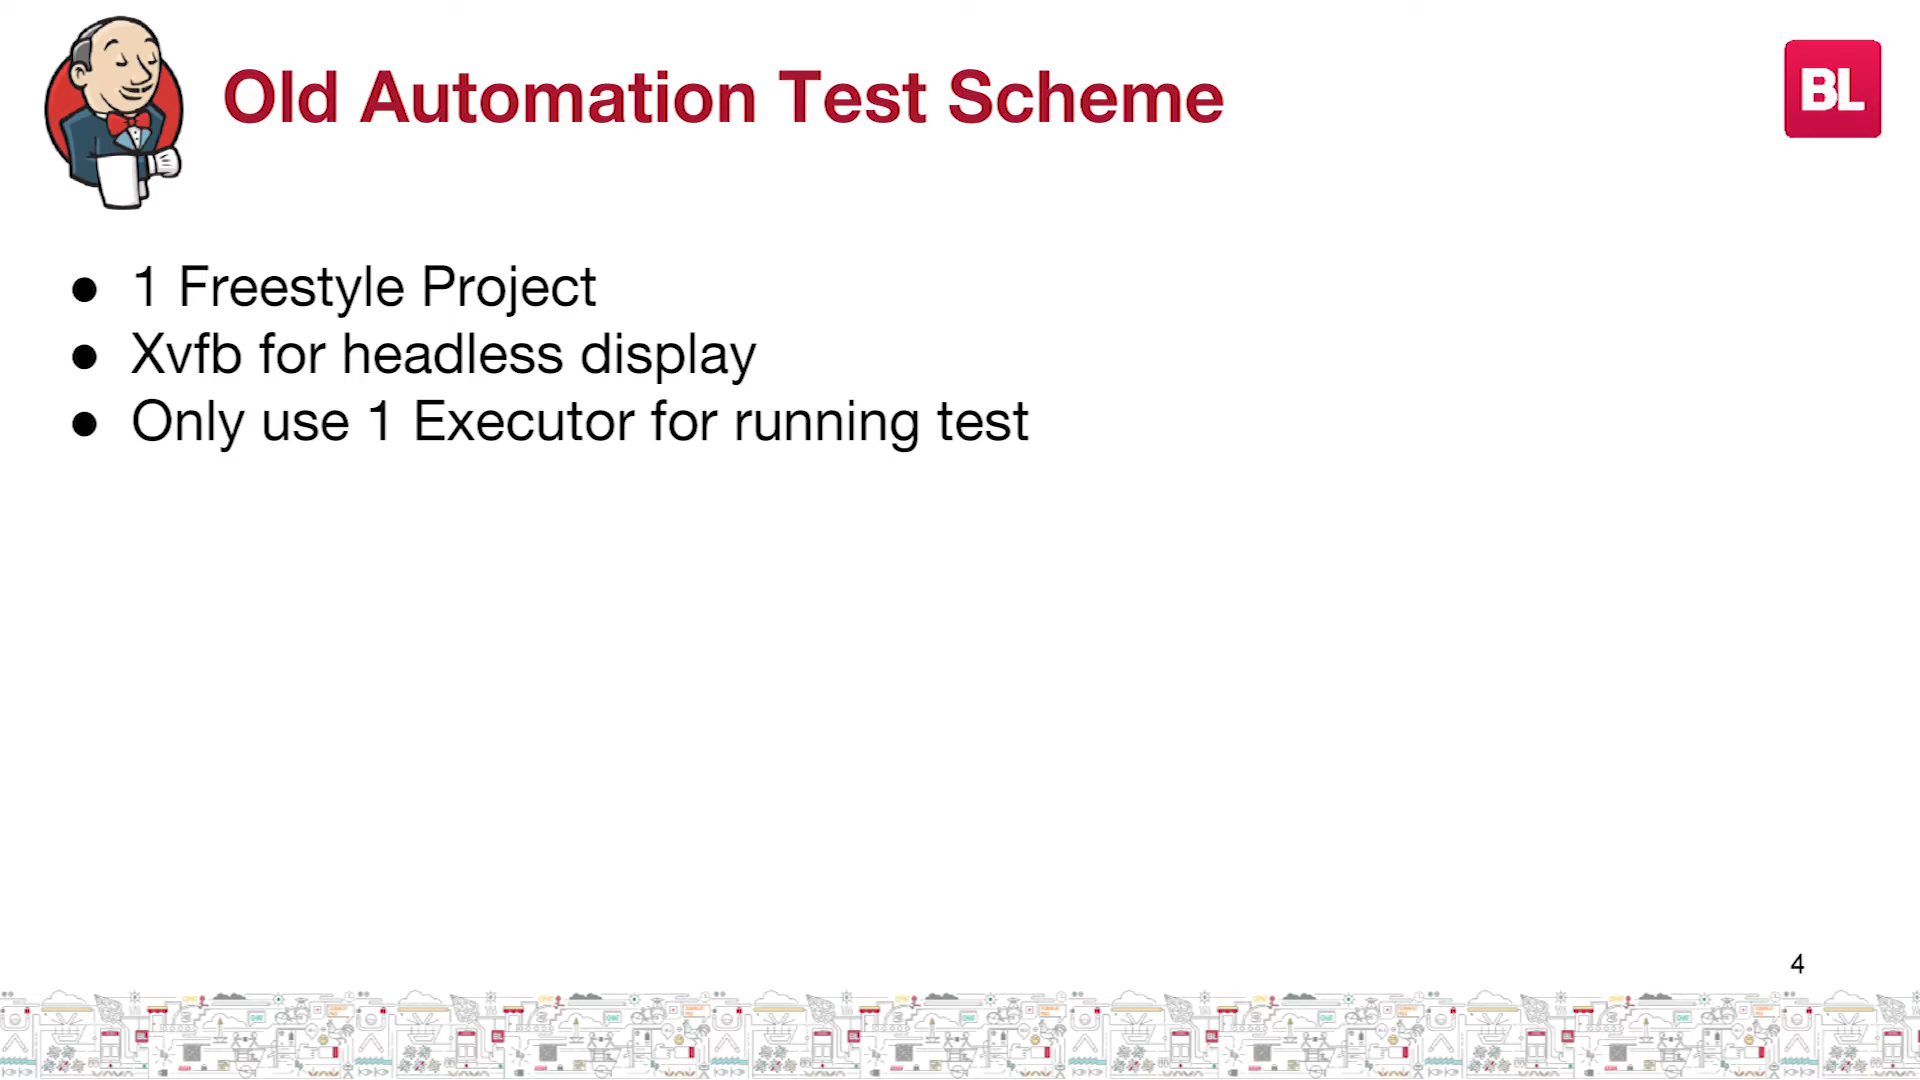 Old Automation Test Scheme
BL
● 1 Freestyle Project
● Xvfb for headless display
● Only use 1 Executor for running test
4